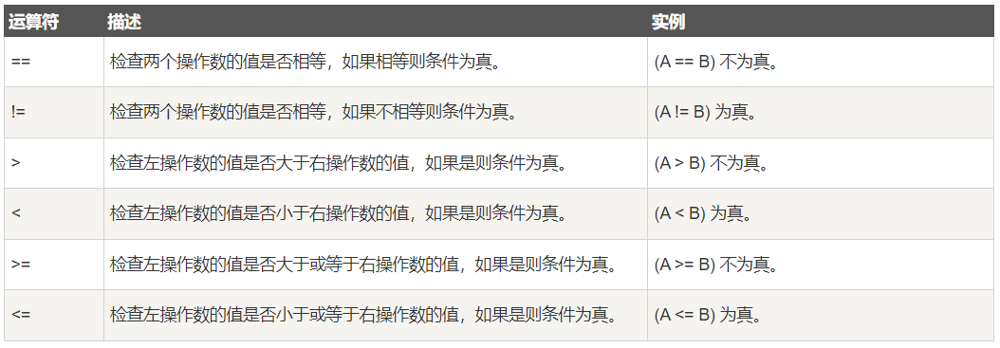 运算符 描述 实例
== 检查两个操作数的值是否相等，如果相等则条件为真。 (A == B) 不为真。
!= 检查两个操作数的值是否相等，如果不相等则条件为真。 (A != B) 为真。
> 检查左操作数的值是否大于右操作数的值，如果是则条件为真。 (A > B) 不为真。
< 检查左操作数的值是否小于右操作数的值，如果是则条件为真。 (A < B) 为真。
>= 检查左操作数的值是否大于或等于右操作数的值，如果是则条件为真。 (A >= B) 不为真。
<= 检查左操作数的值是否小于或等于右操作数的值，如果是则条件为真。 (A <= B) 为真。